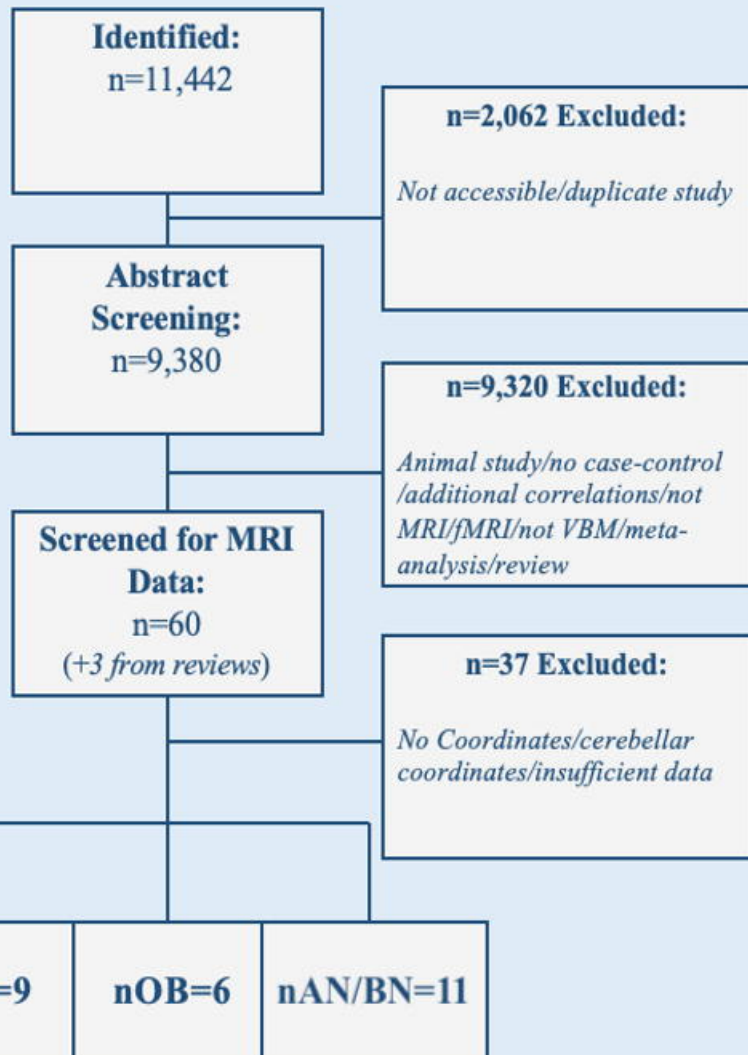 Identified:
n=11,442
n=2,062 Excluded:
Not accessible/duplicate study
Abstract
Screening:
n=9,380
n=9,320 Excluded:
Animal study/no case-control
/additional correlations/not
MRI/fMRI/not VBM/meta-
analysis/review
Screened for MRI
Data:
n=60
(+3 from reviews)
n=37 Excluded:
No Coordinates/cerebellar
coordinates/insufficient data
=9
nOB=6
nAN/BN=11